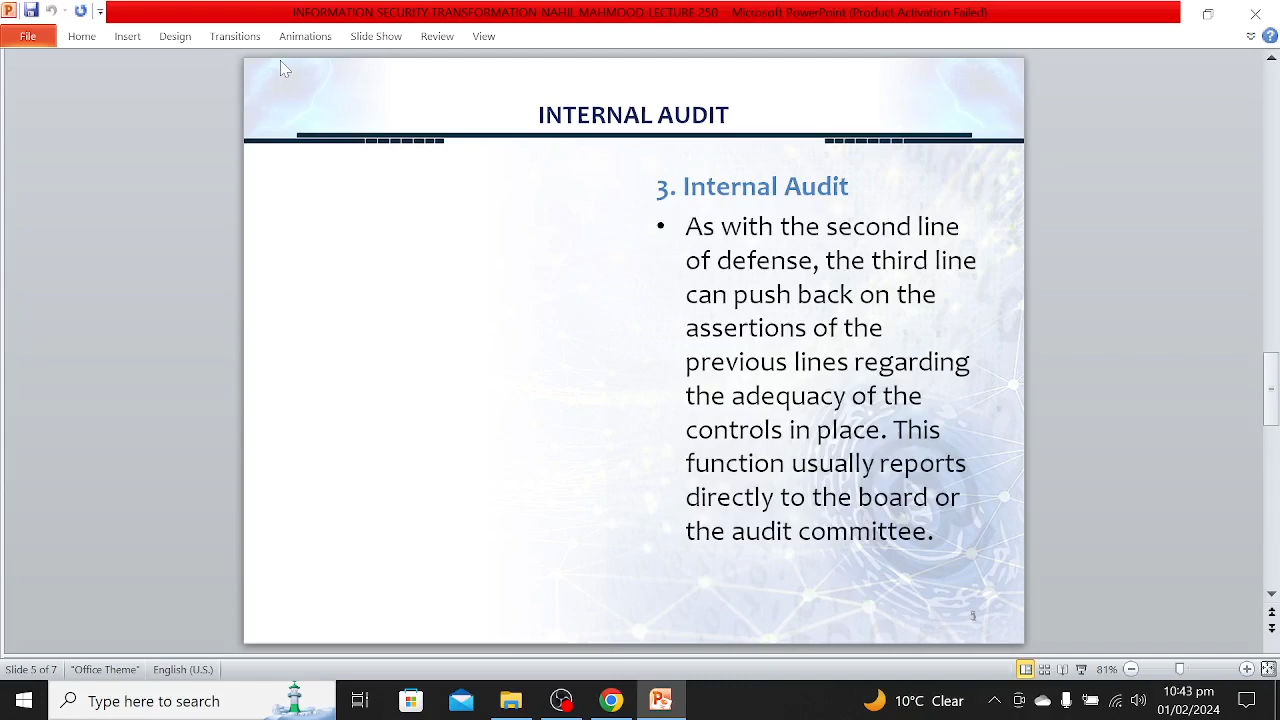 INFORMATION SECURITY TRANSFORMATION-NAHIL MAHMOOD-LECTURE 250 - Microsoft PowerPoint (Product Activation Failed)
File Home Insert Design Transitions Animations Slide Show Review View
INTERNAL AUDIT
3. Internal Audit
• As with the second line
of defense, the third line
can push back on the
assertions of the
previous lines regarding
the adequacy of the
controls in place. This
function usually reports
directly to the board or
the audit committee.
Slide 5 of 7 "Office Theme" English (U.S.) 81%
Type here to search 10°C Clear 10:43 pm
01/02/2024